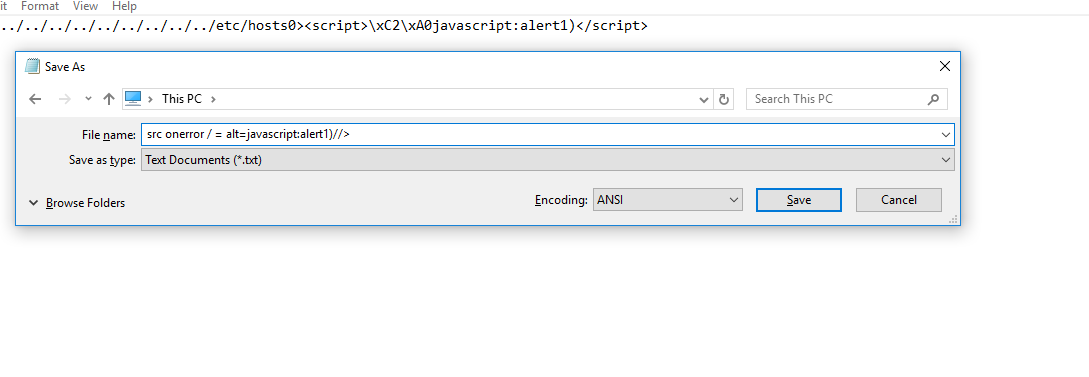 it Format View Help
../../../../../../../../../../etc/hosts0><script>\xC2\xA0javascript:alert1)</script>
Save As
This PC
Search This PC
File name: src onerror / = alt=javascript:alert1)//>
Save as type: Text Documents (*.txt)
Browse Folders
Encoding: ANSI
Save
Cancel